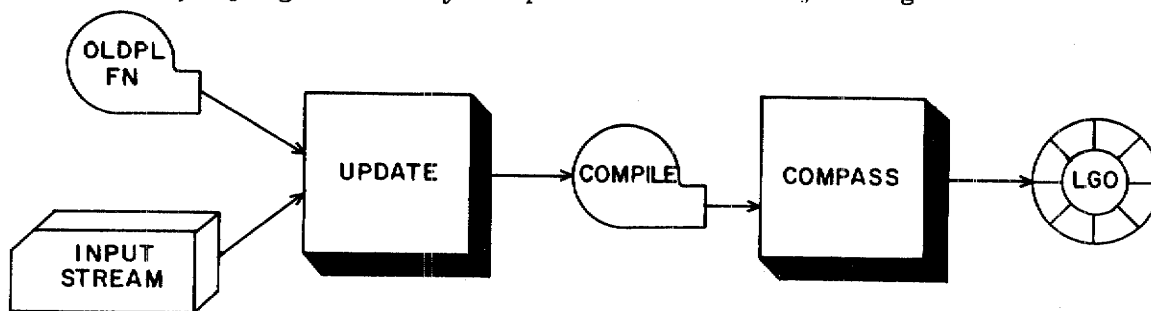 OLDPL
FN
UPDATE
COMPILE
COMPASS
LGO
INPUT
STREAM